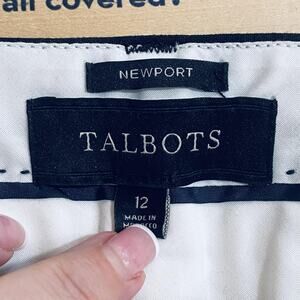 all covered?
NEWPORT
TALBOTS
12
MADE IN